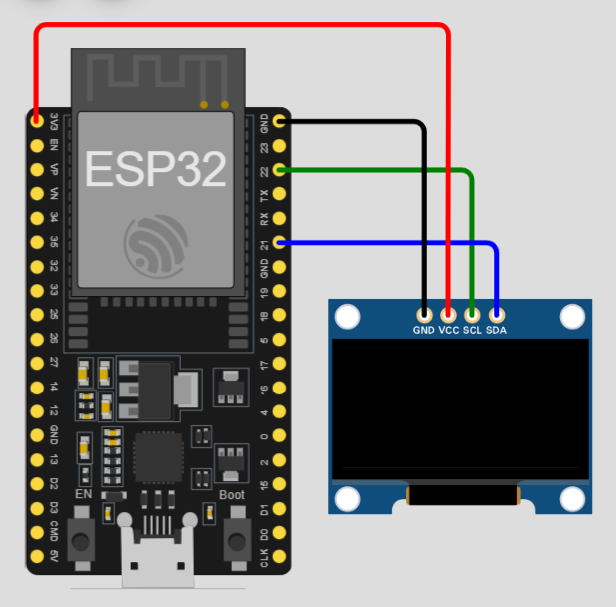 ESP32
3V3
EN
VP
VN
34
35
32
33
25
26
27
14
12
GND
13
D2
D3
CMD
5V
GND
23
22
TX
RX
21
GND
19
18
5
17
16
4
0
2
15
D1
D0
CLK
EN
Boot
GND VCC SCL SDA